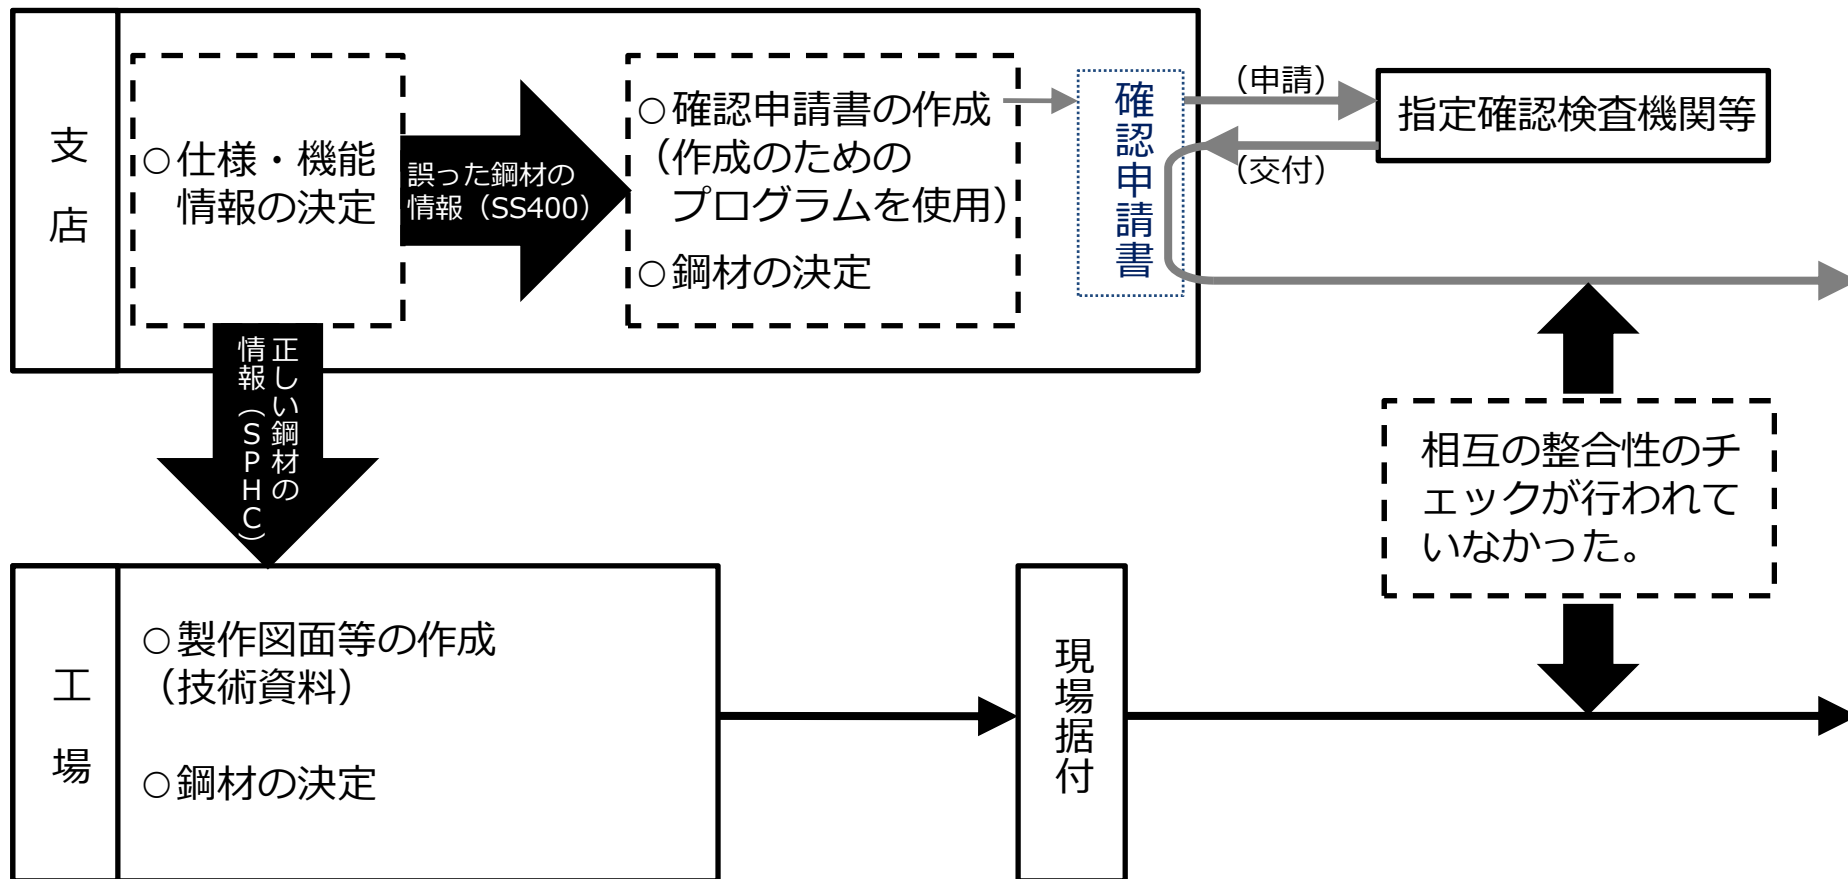 支店
○仕様・機能
情報の決定
誤った鋼材の
情報（SS400）
○確認申請書の作成
（作成のための
プログラムを使用）
○鋼材の決定
確認申請書
（申請）
（交付）
指定確認検査機関等
正しい鋼材の
情報（SPHC）
相互の整合性のチ
ェックが行われて
いなかった。
工場
○製作図面等の作成
（技術資料）
○鋼材の決定
現場据付